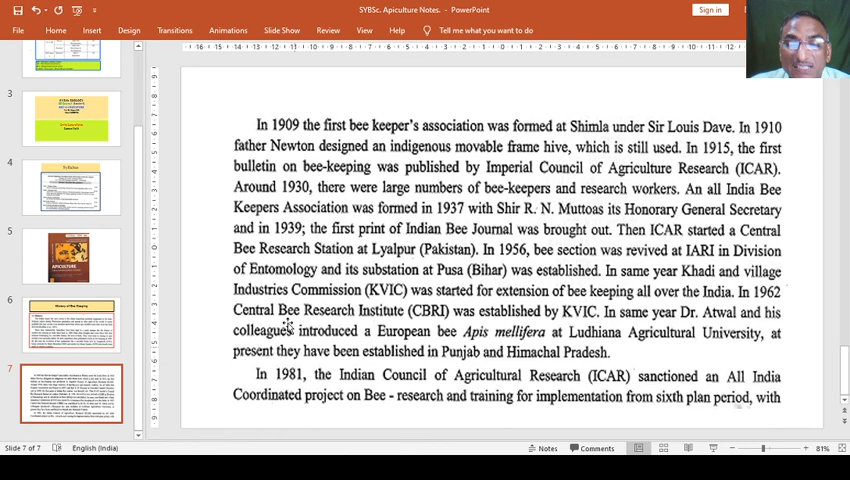 SYBSc. Apiculture Notes. - PowerPoint
Sign in
File Home Insert Design Transitions Animations Slide Show Tell me what you want to do
In 1909 the first bee keeper's association was formed at Shimla under Sir Louis Dave. In 1910
father Newton designed an indigenous movable frame hive, which is still used. In 1915, the first
bulletin on bee-keeping was published by Imperial Council of Agriculture Research (ICAR).
Around 1930, there were large numbers of bee-keepers and research workers. An all India Bee
Keepers Association was formed in 1937 with Shir R. N. Muttoas its Honorary General Secretary
and in 1939; the first print of Indian Bee Journal was brought out. Then ICAR started a Central
Bee Research Station at Lyalpur (Pakistan). In 1956, bee section was revived at IARI in Division
of Entomology and its substation at Pusa (Bihar) was established. In same year Khadi and village
Industries Commission (KVIC) was started for extension of bee keeping all over the India. In 1962
Central Bee Research Institute (CBRI) was established by KVIC. In same year Dr. Atwal and his
colleagues introduced a European bee Apis mellifera at Ludhiana Agricultural University, at
present they have been established in Punjab and Himachal Pradesh.
In 1981, the Indian Council of Agricultural Research (ICAR) sanctioned an All India
Coordinated project on Bee - research and training for implementation from sixth plan period, with
3
4
Syllabus
5
APICULTURE
6
History of Bee Keeping
7
Slide 7 of 7 English (India) Notes Comments 81%